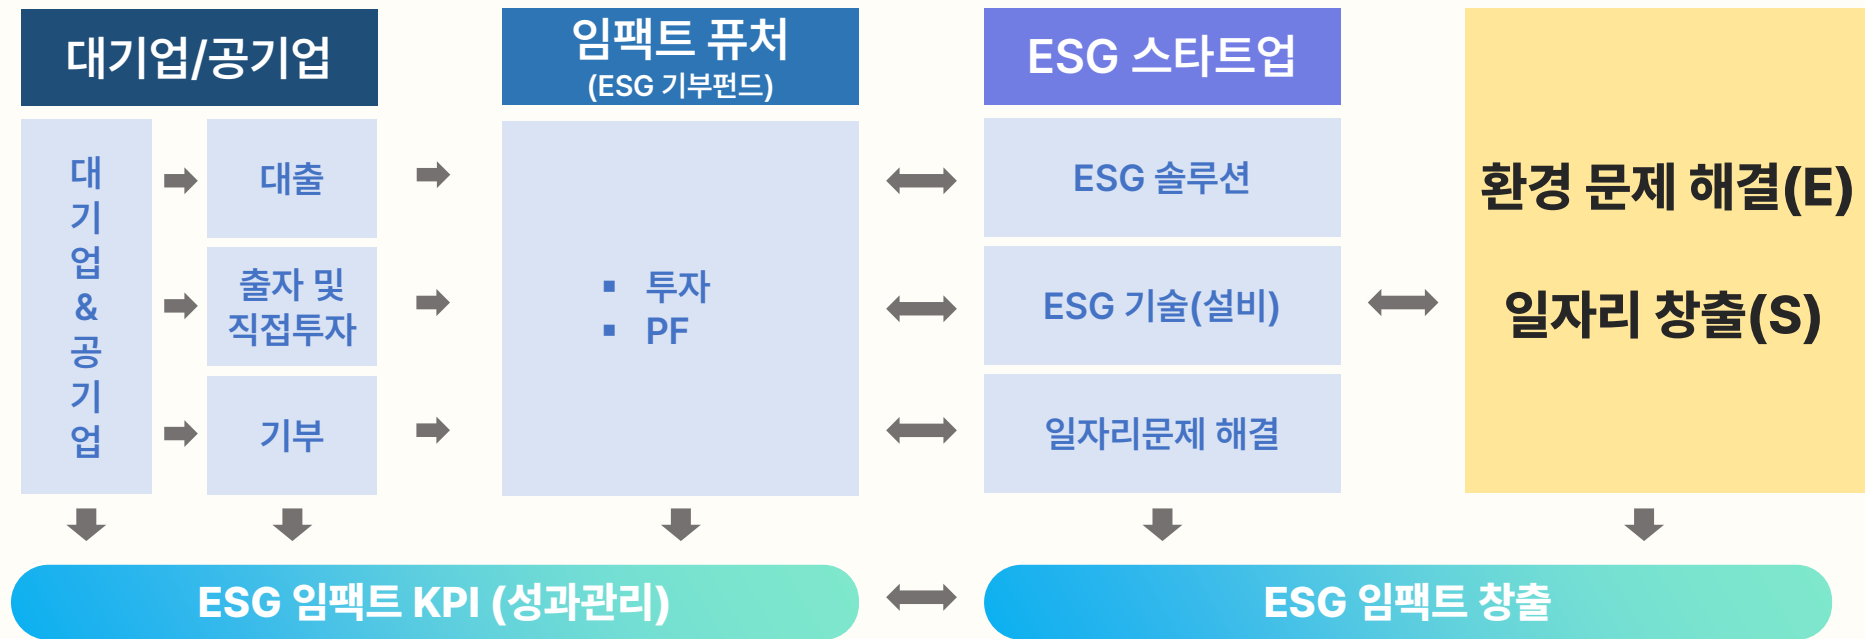 대기업/공기업
임팩트 퓨처
(ESG 기부펀드)
ESG 스타트업
대
기
업
&
공
기
업
대출
출자 및
직접투자
기부
▪ 투자
▪ PF
ESG 솔루션
ESG 기술(설비)
일자리문제 해결
환경 문제 해결(E)
일자리 창출(S)
ESG 임팩트 KPI (성과관리)
ESG 임팩트 창출